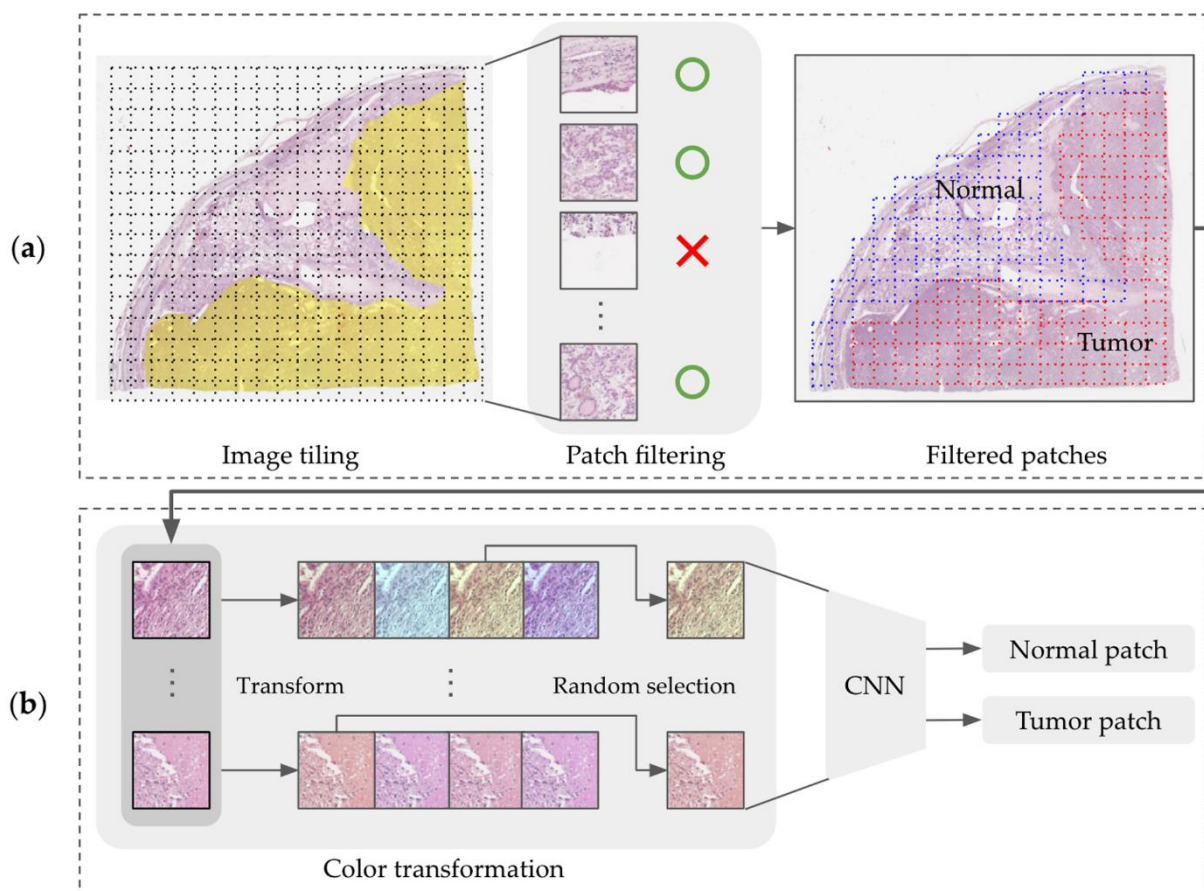 (a)
Normal
Tumor
Image tiling
Patch filtering
Filtered patches
(b)
Transform
Random selection
CNN
Normal patch
Tumor patch
Color transformation